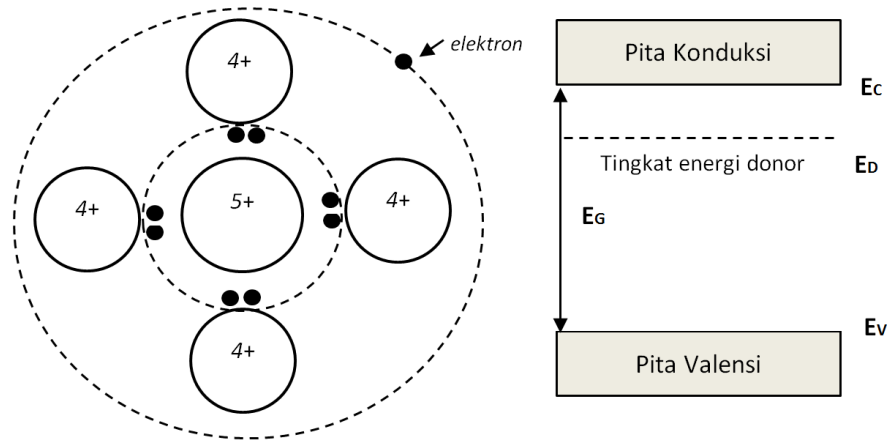 elektron
4+
4+
5+
4+
4+
Pita Konduksi
EC
Tingkat energi donor
ED
EG
EV
Pita Valensi